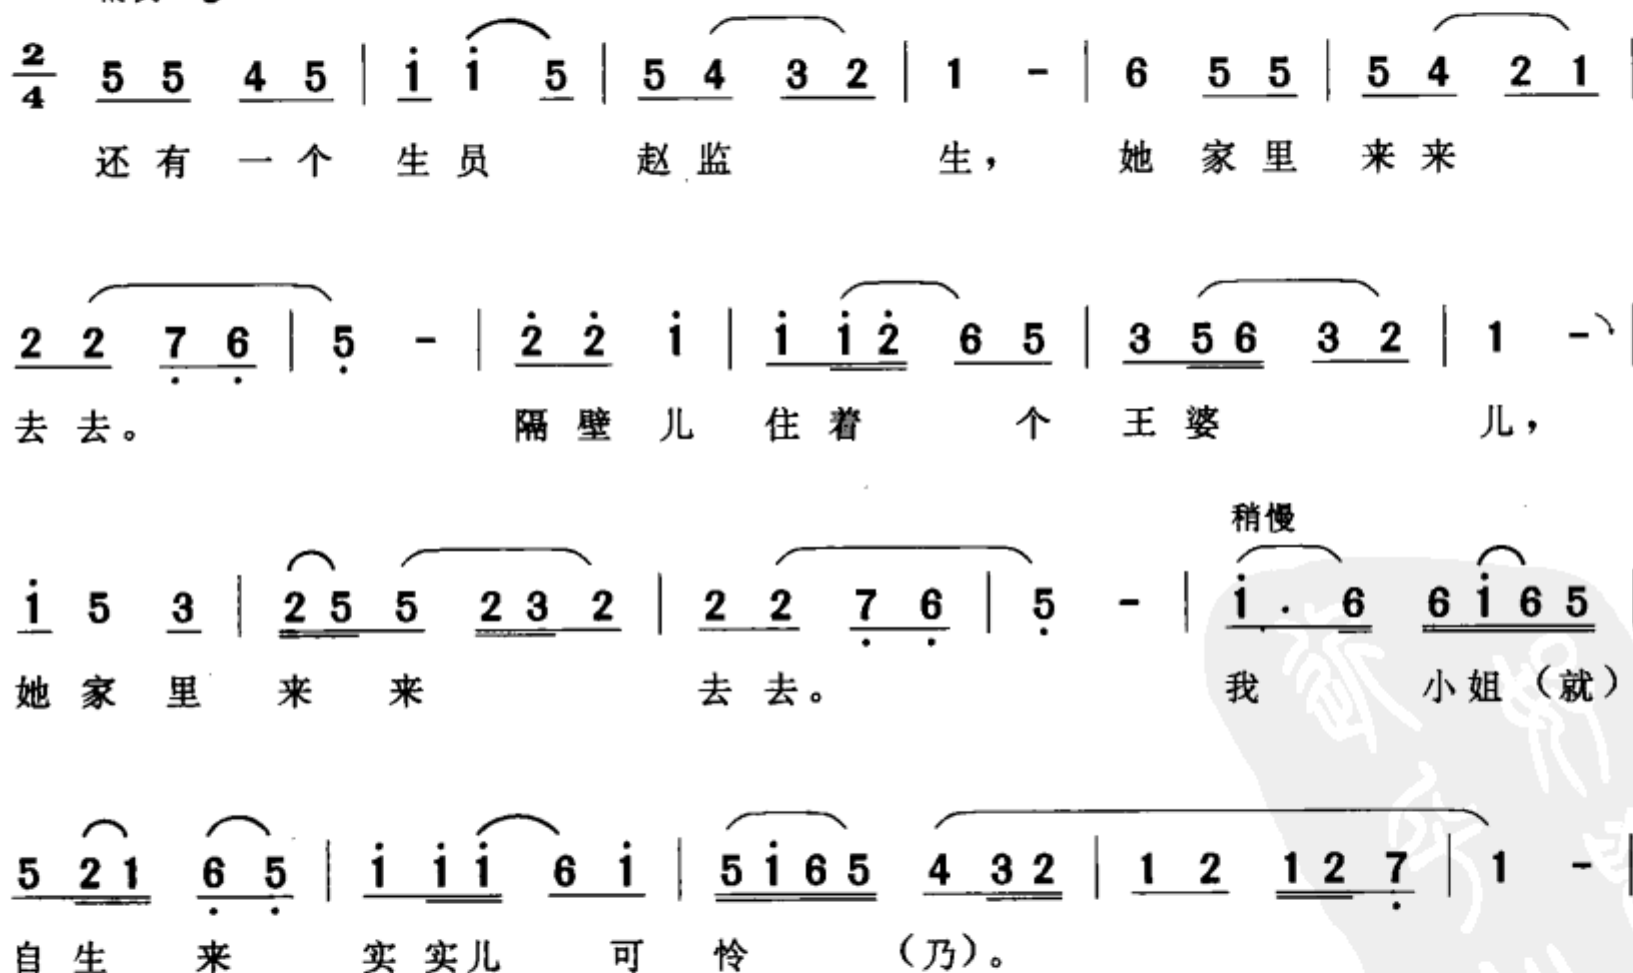 2/4 5 5 4 5 | i i 5 | 5 4 3 2 | 1 - | 6 5 5 | 5 4 2 1 |
还有一个 生员 赵监 生， 她 家里 来来
2 2 7̣ 6̣ | 5̣ - | 2̇ 2̇ i | i i 2̇ 6 5 | 3 5 6 3 2 | 1 - |
去去。 隔壁儿 住着 个 王婆 儿，
稍慢
i 5 3 | 2 5 5 2 3 2 | 2 2 7̣ 6̣ | 5̣ - | i · 6 6 i 6 5 |
她家里 来 来 去去。 我 小姐（就）
5 2 1 6̣ 5̣ | i i i 6 i | 5 i 6 5 4 3 2 | 1 2 1 2 7̣ | 1 - |
自生 来 实实儿 可 怜 （乃）。